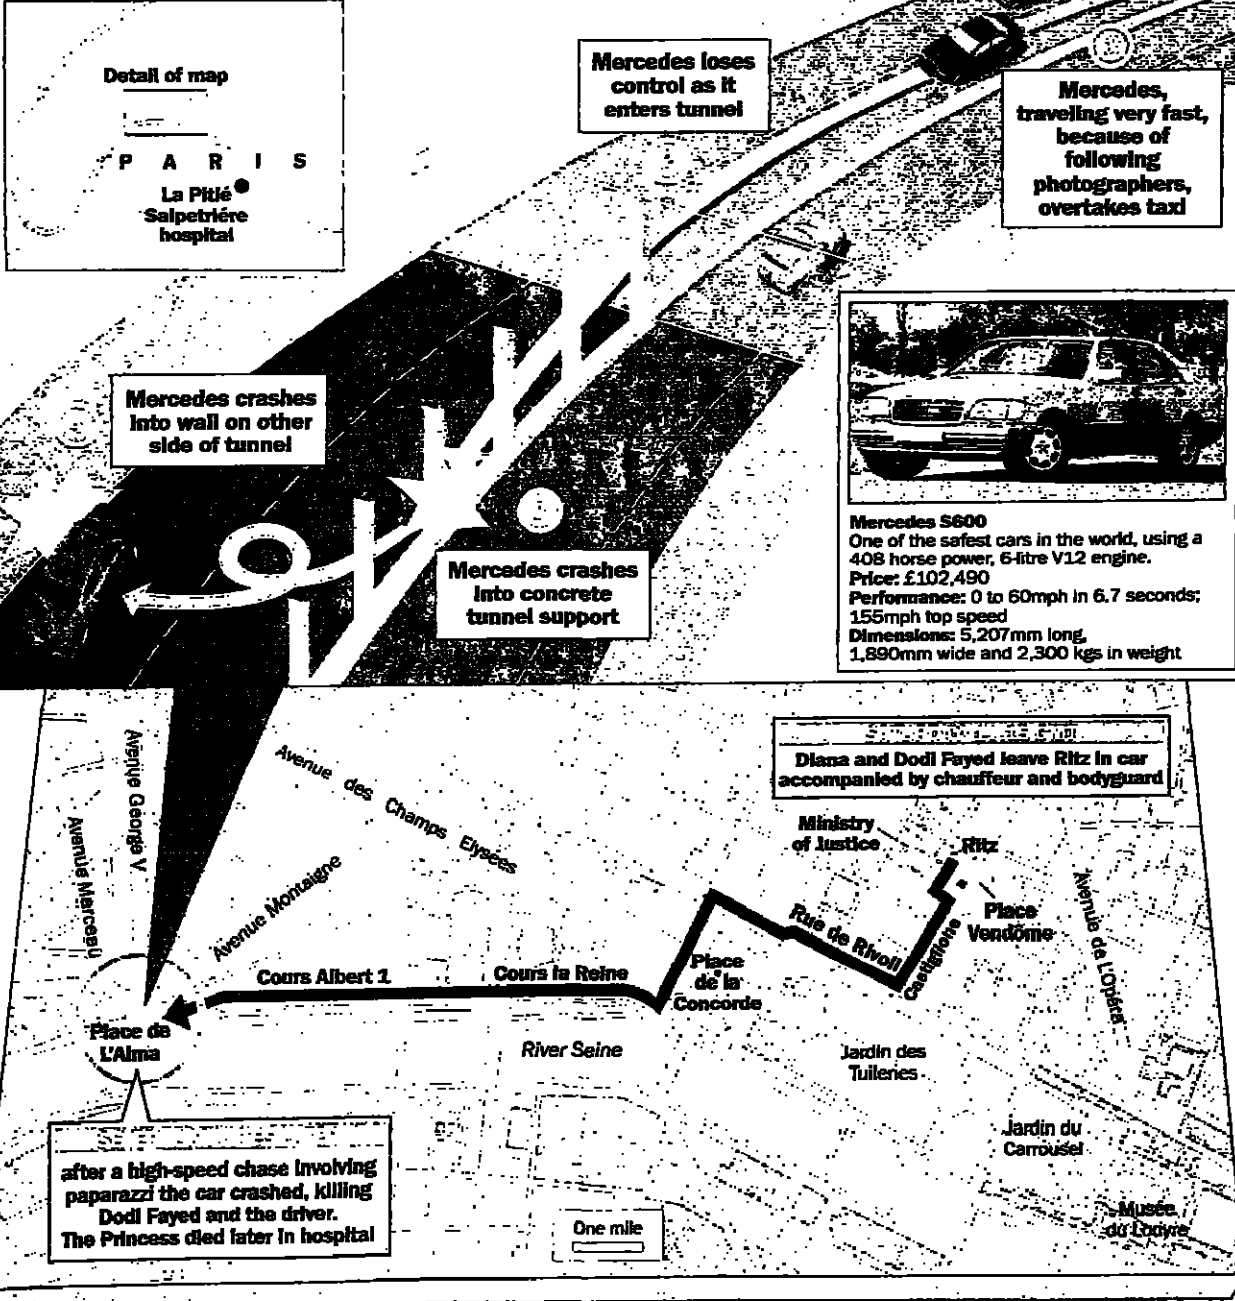 Detail of map
P A R I S
La Pitié
Salpetriére
hospital
Mercedes loses
control as it
enters tunnel
Mercedes,
traveling very fast,
because of
following
photographers,
overtakes taxi
Mercedes crashes
into wall on other
side of tunnel
Mercedes crashes
into concrete
tunnel support
Mercedes S600
One of the safest cars in the world, using a
408 horse power, 6-litre V12 engine.
Price: £102,490
Performance: 0 to 60mph in 6.7 seconds;
155mph top speed
Dimensions: 5,207mm long,
1,890mm wide and 2,300 kgs in weight
Diana and Dodi Fayed leave Ritz in car
accompanied by chauffeur and bodyguard
Avenue George V
Avenue Marceau
Avenue des Champs Elysées
Avenue Montaigne
Ministry
of Justice
Ritz
Place
Vendôme
Avenue de L'Opéra
Rue de Rivoli
Castiglione
Place
de la
Concorde
Cours Albert 1
Cours la Reine
Place de
L'Alma
River Seine
Jardin des
Tuileries
Jardin du
Carrousel
Musée
du Louvre
after a high-speed chase involving
paparazzi the car crashed, killing
Dodi Fayed and the driver.
The Princess died later in hospital
One mile